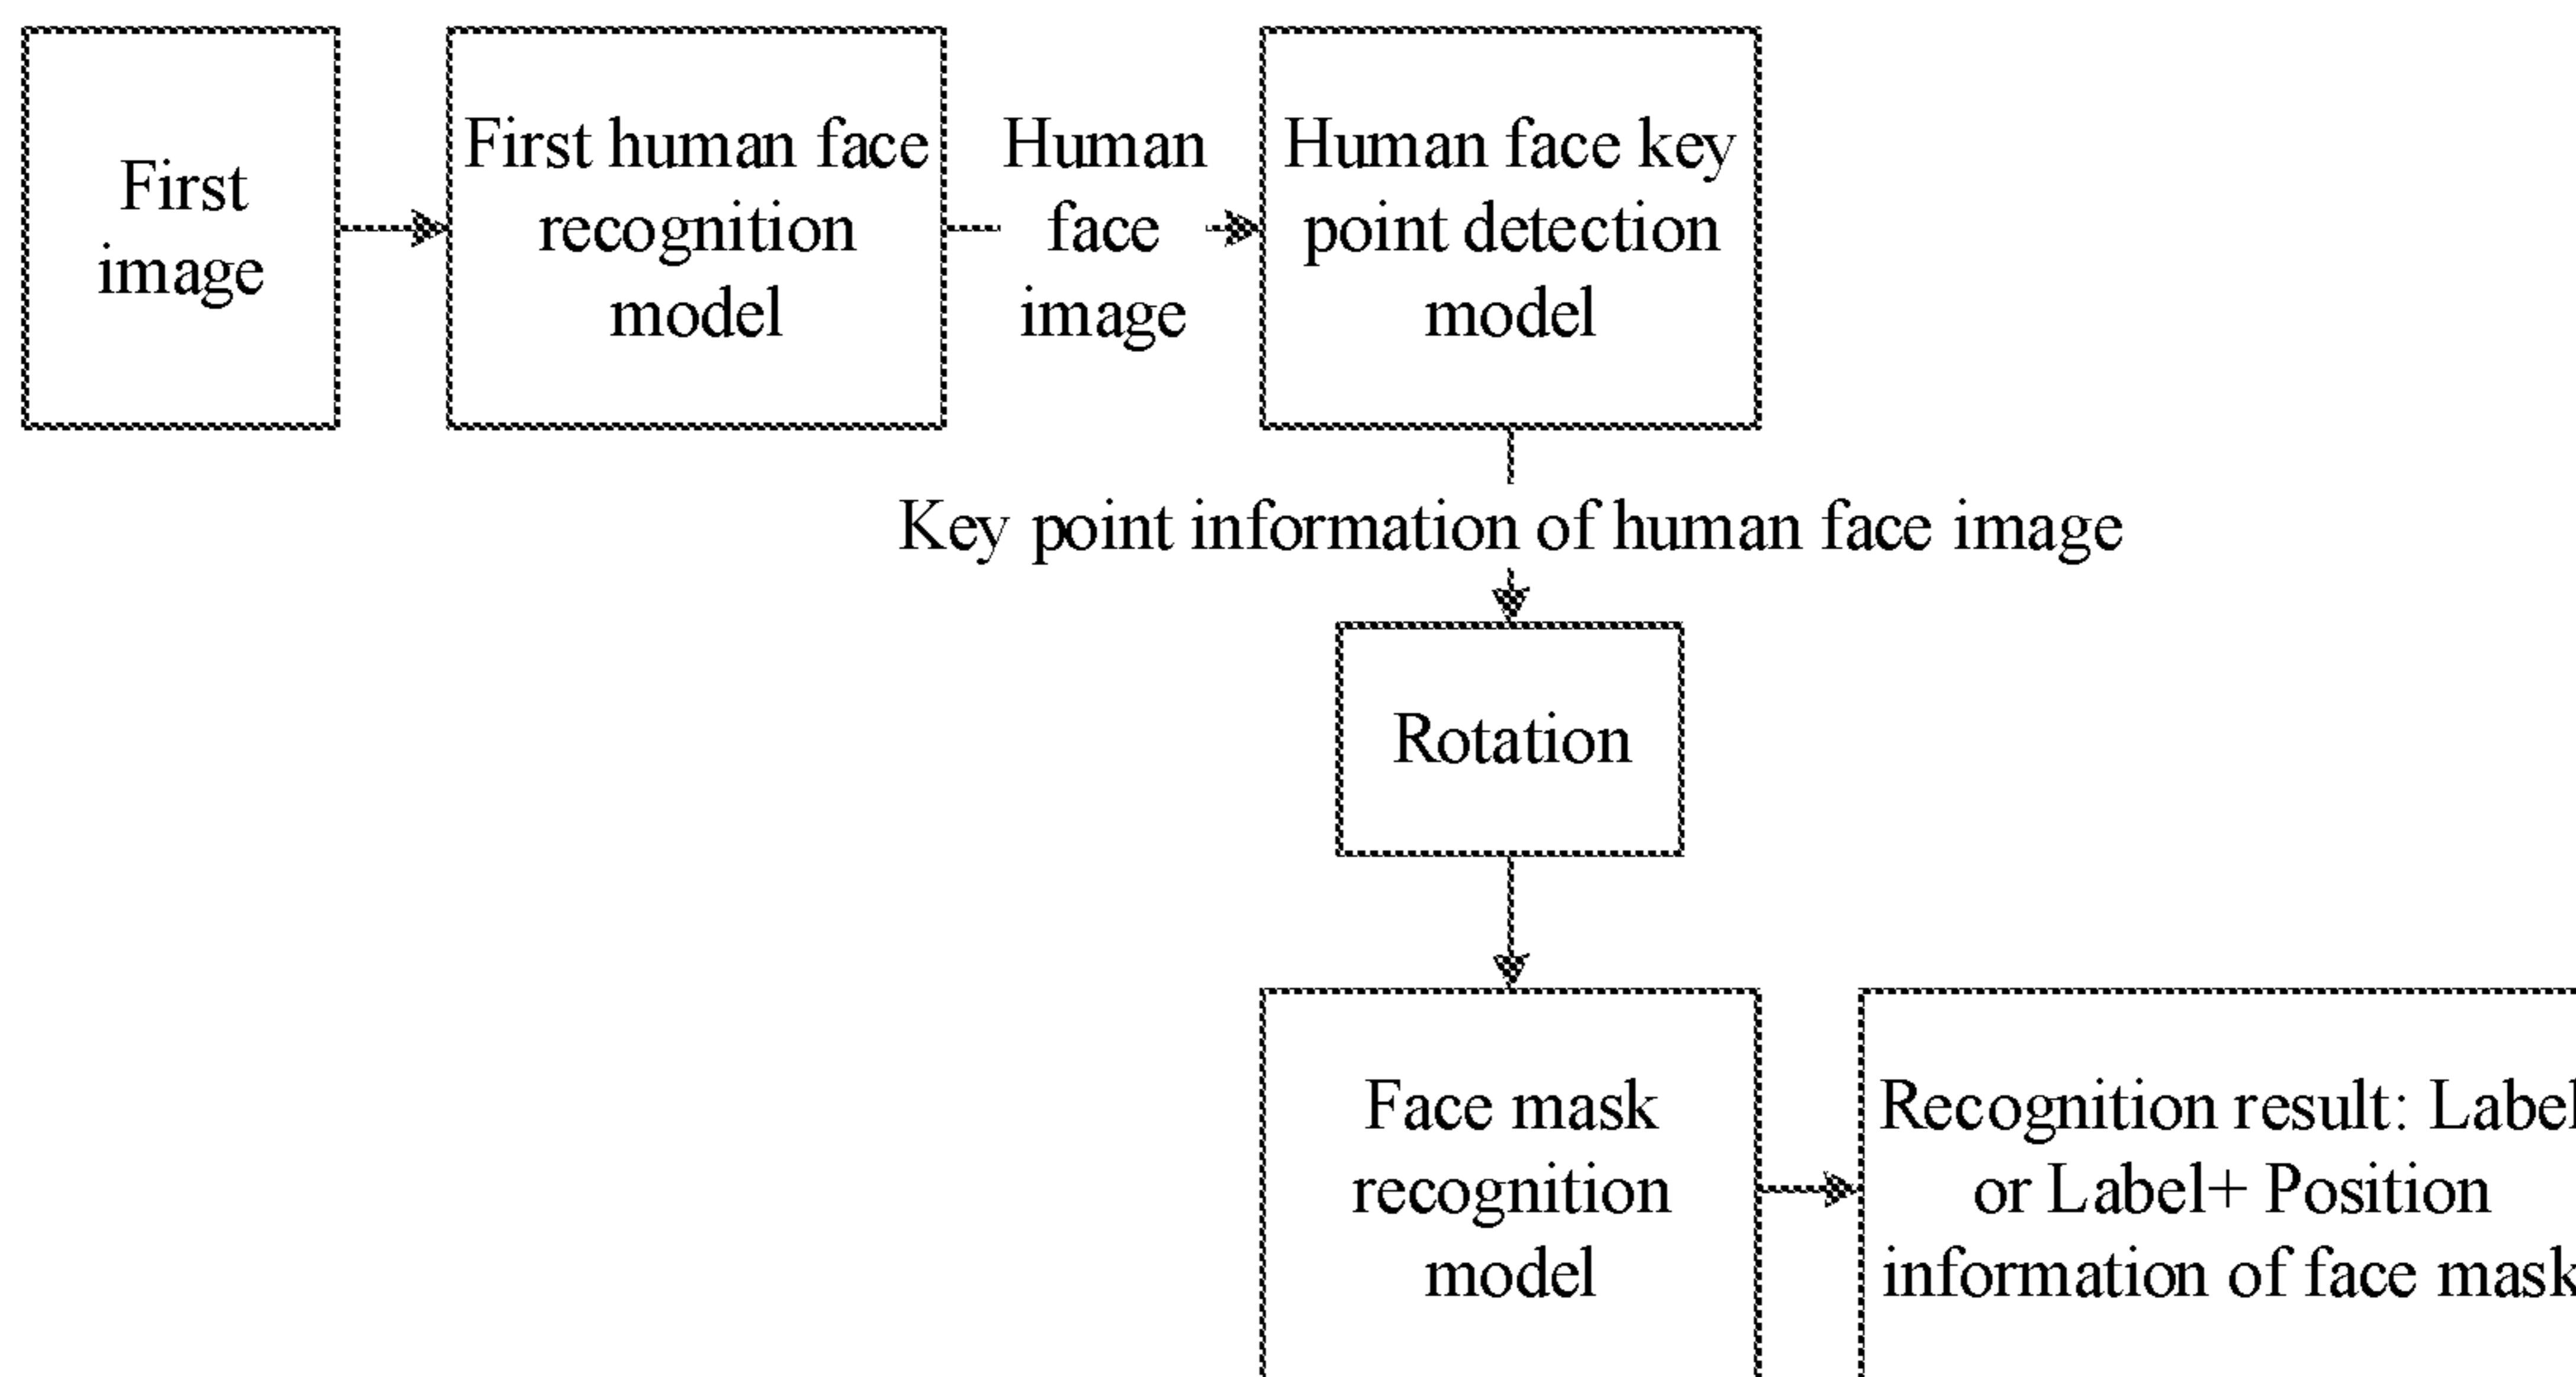 First
image
First human face
recognition
model
Human
face
image
Human face key
point detection
model
Key point information of human face image
Rotation
Face mask
recognition
model
Recognition result: Label
or Label+ Position
information of face mask